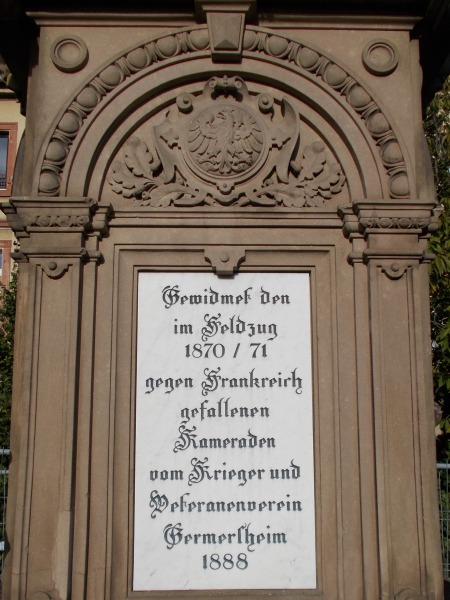 Gewidmet den
im Feldzug
1870 / 71
gegen Frankreich
gefallenen
Kameraden
vom Krieger und
Veteranenverein
Germersheim
1888